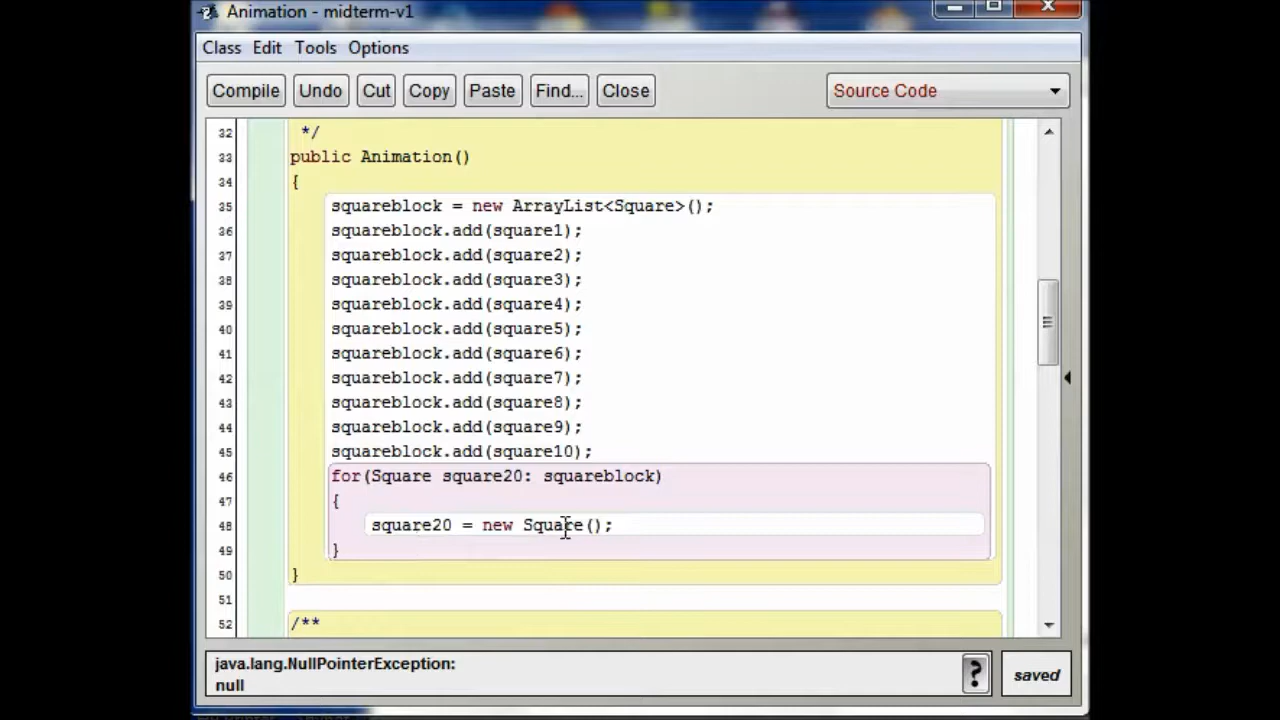 Animation - midterm-v1
Class Edit Tools Options
Compile Undo Cut Copy Paste Find... Close Source Code
32 */
33 public Animation()
34 {
35 squareblock = new ArrayList<Square>();
36 squareblock.add(square1);
37 squareblock.add(square2);
38 squareblock.add(square3);
39 squareblock.add(square4);
40 squareblock.add(square5);
41 squareblock.add(square6);
42 squareblock.add(square7);
43 squareblock.add(square8);
44 squareblock.add(square9);
45 squareblock.add(square10);
46 for(Square square20: squareblock)
47 {
48 square20 = new Square();
49 }
50 }
51
52 /**
java.lang.NullPointerException:
null
? saved